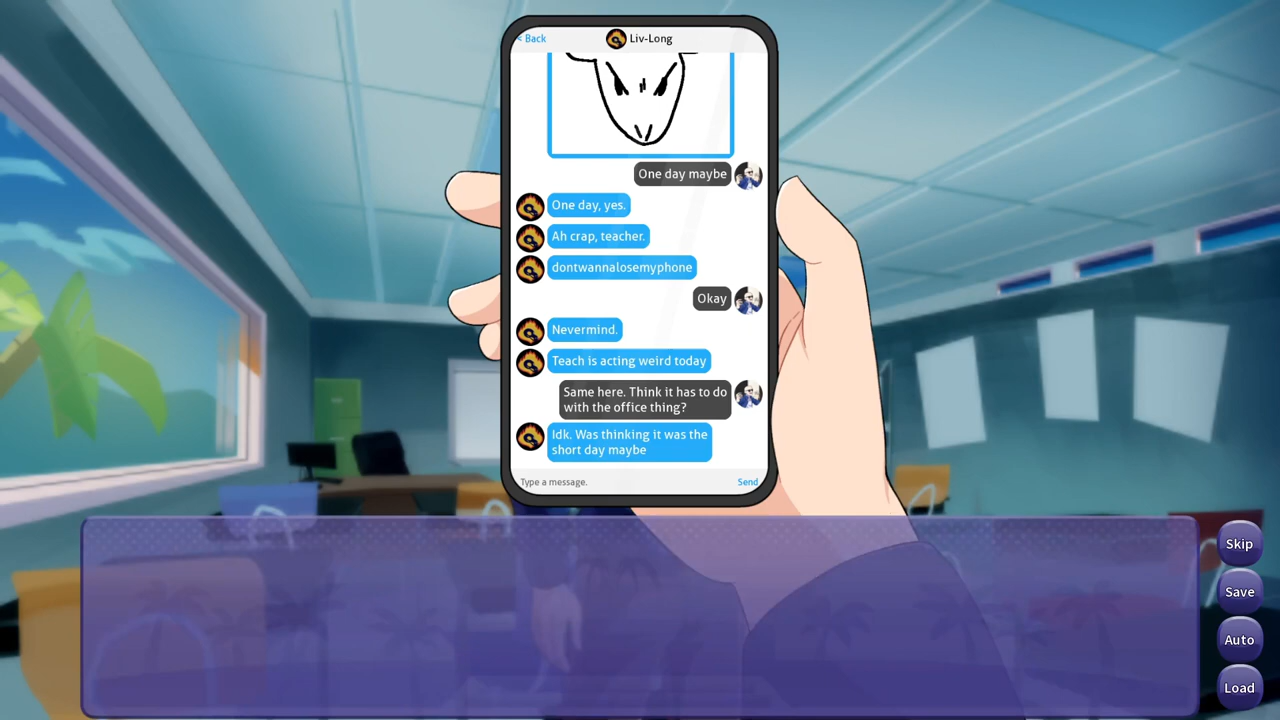 < Back
Liv-Long
One day maybe
One day, yes.
Ah crap, teacher.
dontwannalosemyphone
Okay
Nevermind.
Teach is acting weird today
Same here. Think it has to do
with the office thing?
Idk. Was thinking it was the
short day maybe
Type a message.
Send
Skip
Save
Auto
Load